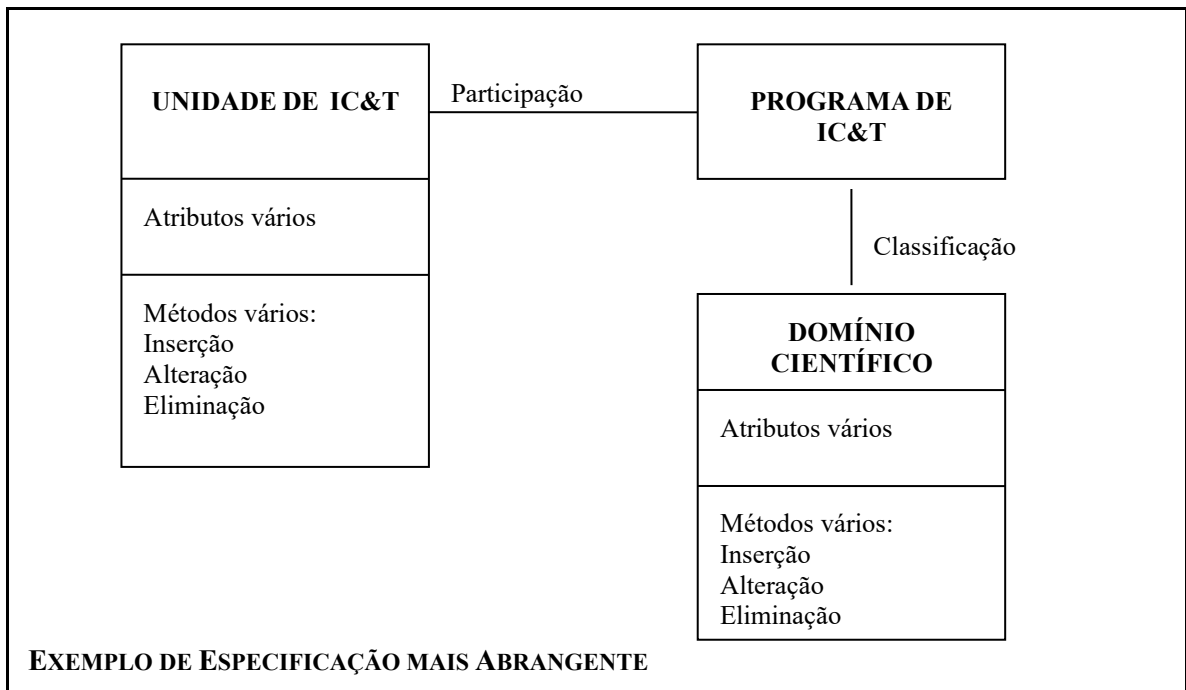 UNIDADE DE IC&T
Participação
PROGRAMA DE
IC&T
Atributos vários
Classificação
Métodos vários:
Inserção
Alteração
Eliminação
DOMÍNIO
CIENTÍFICO
Atributos vários
Métodos vários:
Inserção
Alteração
Eliminação
EXEMPLO DE ESPECIFICAÇÃO MAIS ABRANGENTE